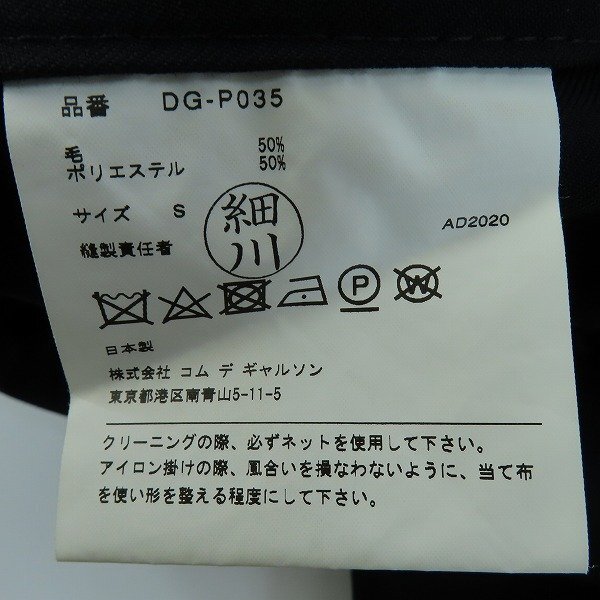 品番 DG-P035
毛 50%
ポリエステル 50%
サイズ S
細川
AD2020
縫製責任者
P
W
日本製
株式会社 コム デ ギャルソン
東京都港区南青山5-11-5
クリーニングの際、必ずネットを使用して下さい。
アイロン掛けの際、風合いを損なわないように、当て布
を使い形を整える程度にして下さい。